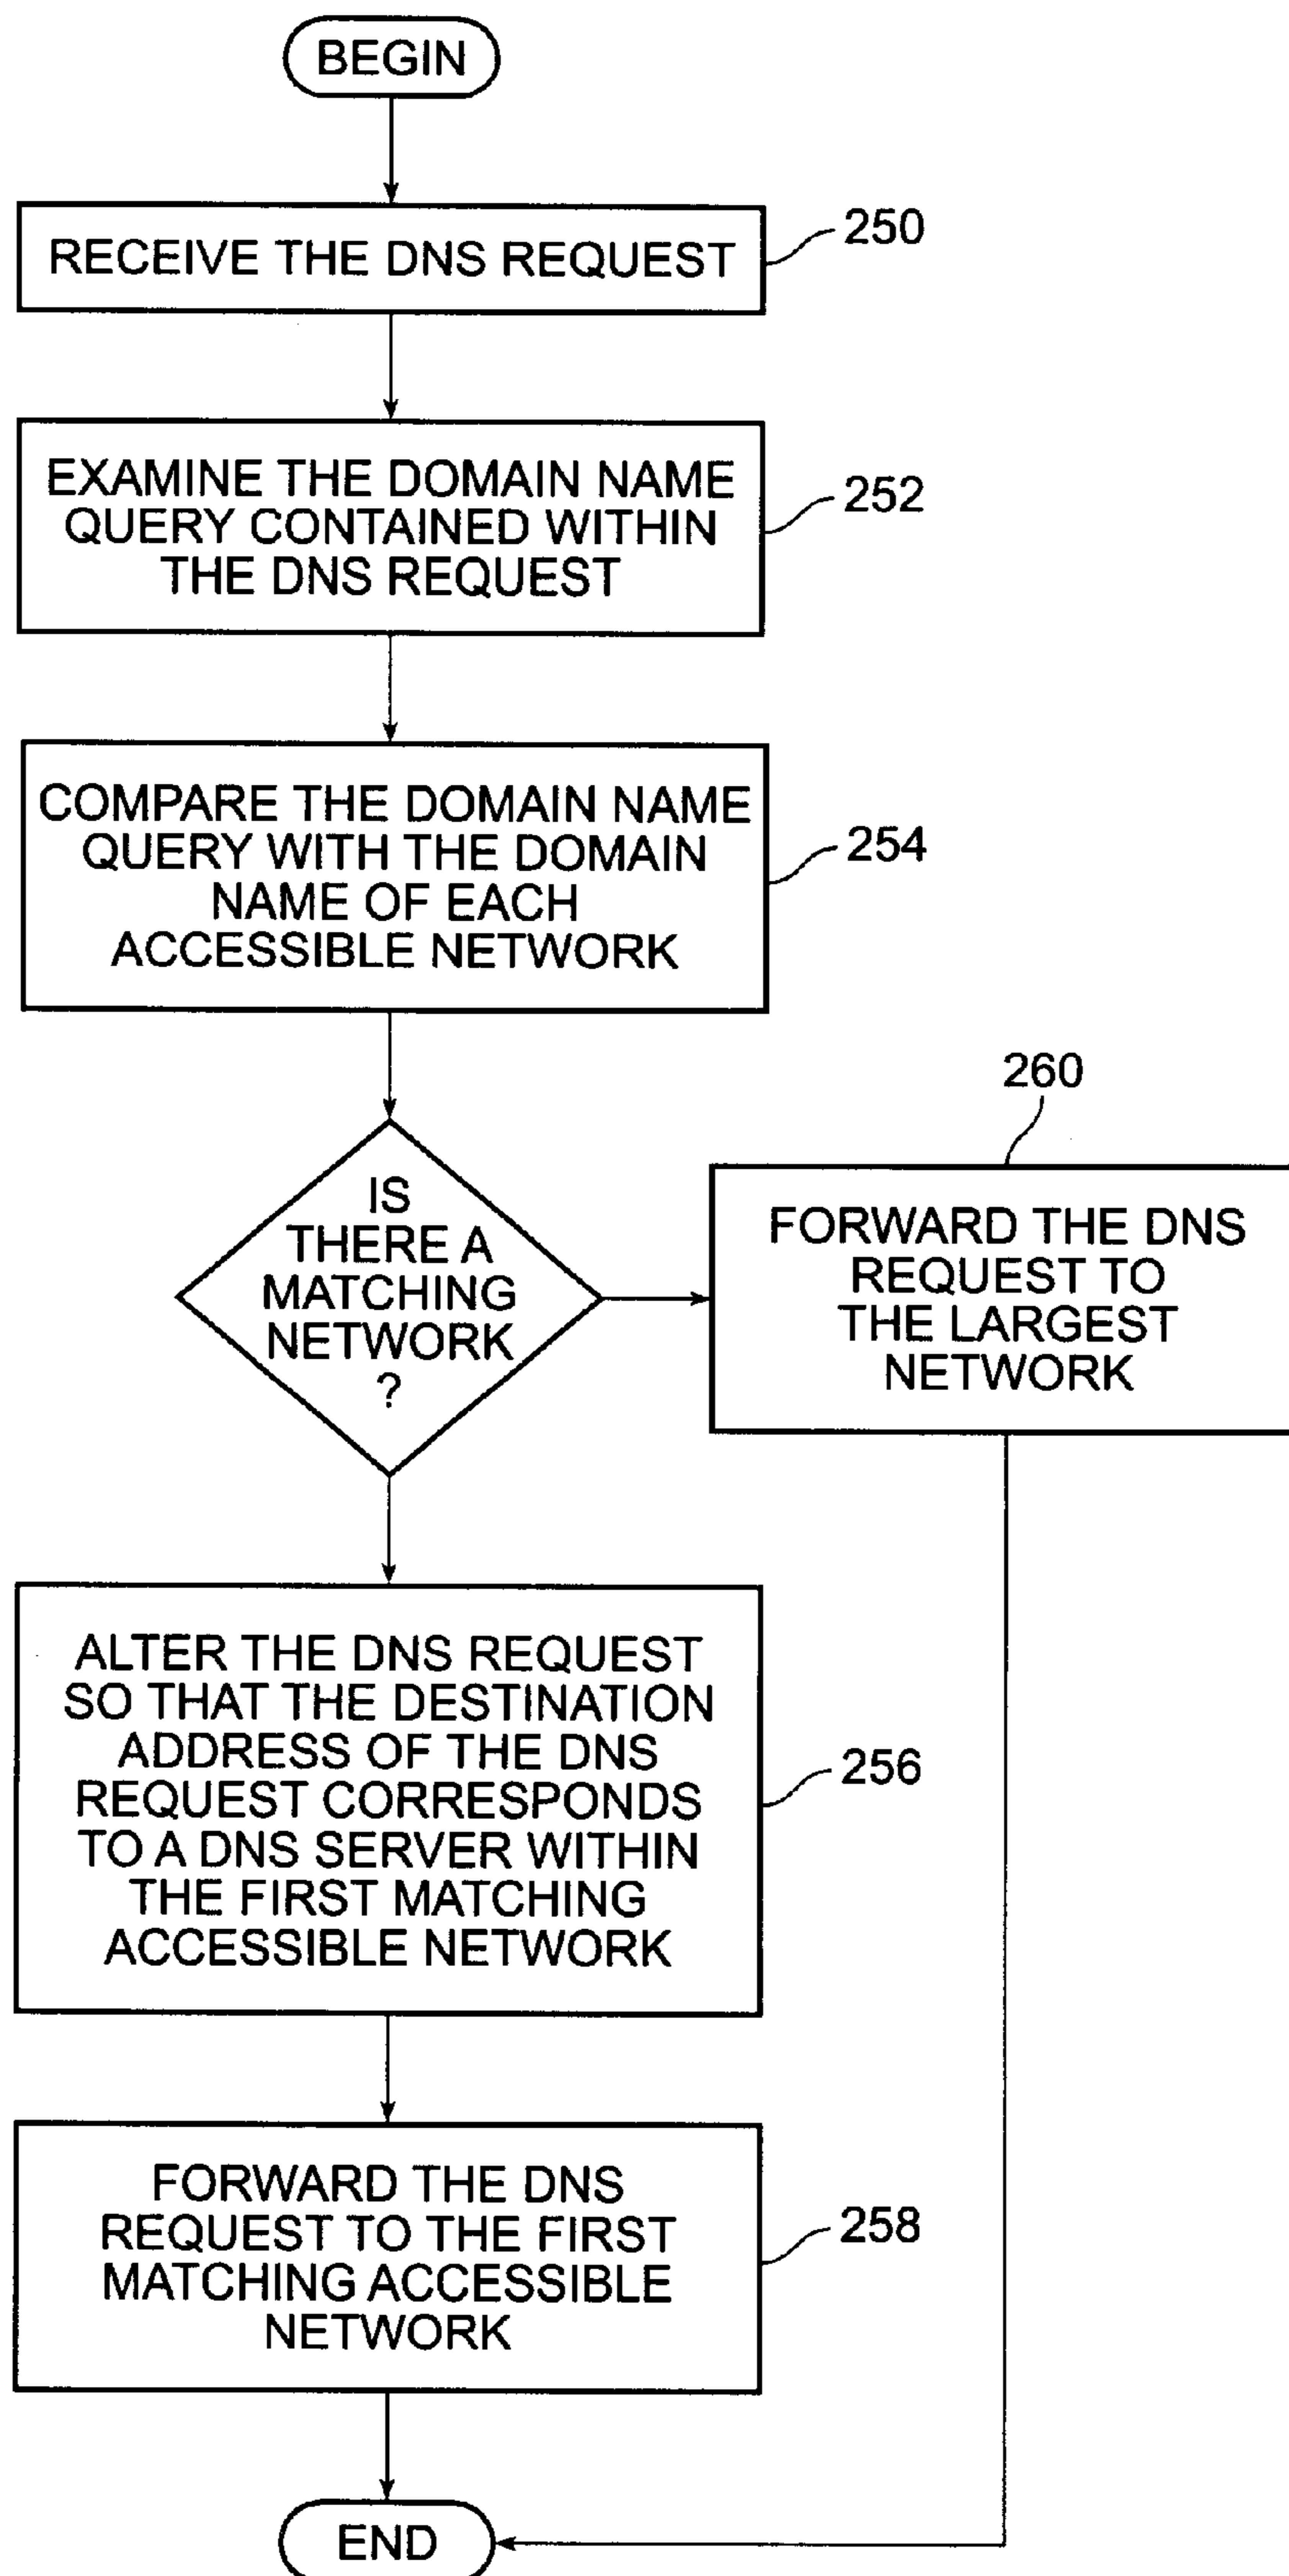 BEGIN
RECEIVE THE DNS REQUEST
250
EXAMINE THE DOMAIN NAME
QUERY CONTAINED WITHIN
THE DNS REQUEST
252
COMPARE THE DOMAIN NAME
QUERY WITH THE DOMAIN
NAME OF EACH
ACCESSIBLE NETWORK
254
IS
THERE A
MATCHING
NETWORK
?
260
FORWARD THE DNS
REQUEST TO
THE LARGEST
NETWORK
ALTER THE DNS REQUEST
SO THAT THE DESTINATION
ADDRESS OF THE DNS
REQUEST CORRESPONDS
TO A DNS SERVER WITHIN
THE FIRST MATCHING
ACCESSIBLE NETWORK
256
FORWARD THE DNS
REQUEST TO THE FIRST
MATCHING ACCESSIBLE
NETWORK
258
END